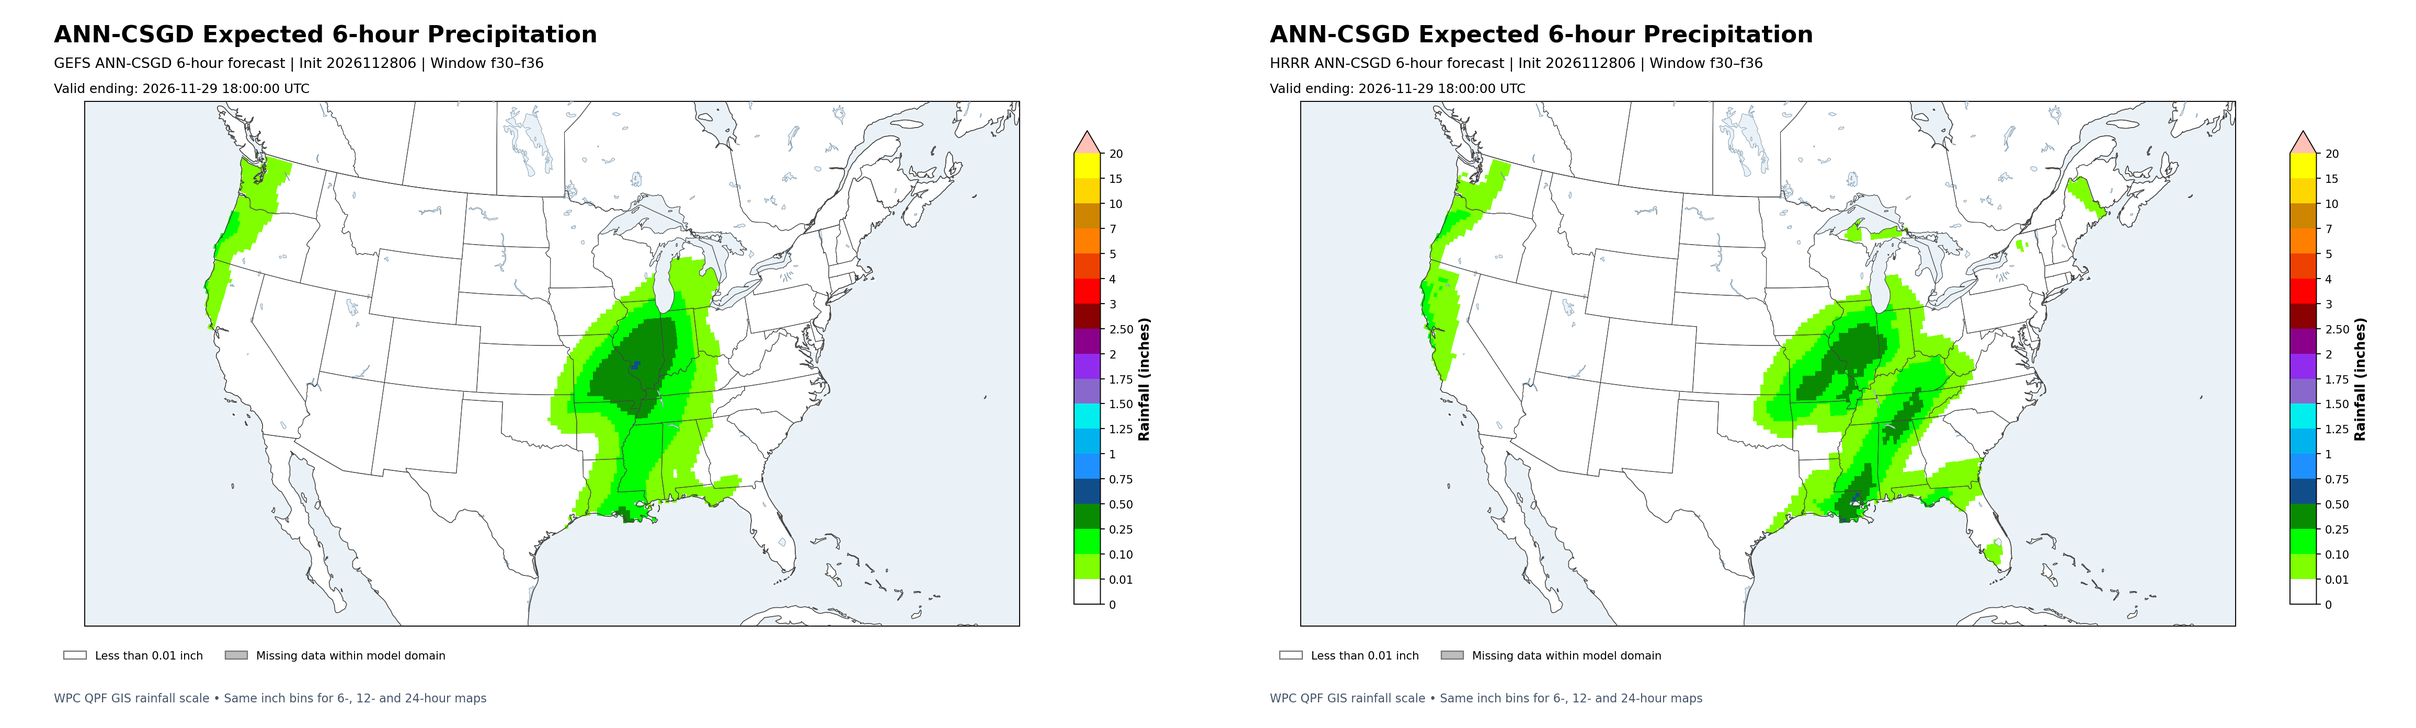 ANN-CSGD Expected 6-hour Precipitation
GEFS ANN-CSGD 6-hour forecast | Init 2026112806 | Window f30–f36
Valid ending: 2026-11-29 18:00:00 UTC
20
15
10
7
5
4
3
2.50
2
1.75
1.50
1.25
1
0.75
0.50
0.25
0.10
0.01
0
Rainfall (inches)
Less than 0.01 inch
Missing data within model domain
WPC QPF GIS rainfall scale • Same inch bins for 6-, 12- and 24-hour maps
ANN-CSGD Expected 6-hour Precipitation
HRRR ANN-CSGD 6-hour forecast | Init 2026112806 | Window f30–f36
Valid ending: 2026-11-29 18:00:00 UTC
20
15
10
7
5
4
3
2.50
2
1.75
1.50
1.25
1
0.75
0.50
0.25
0.10
0.01
0
Rainfall (inches)
Less than 0.01 inch
Missing data within model domain
WPC QPF GIS rainfall scale • Same inch bins for 6-, 12- and 24-hour maps